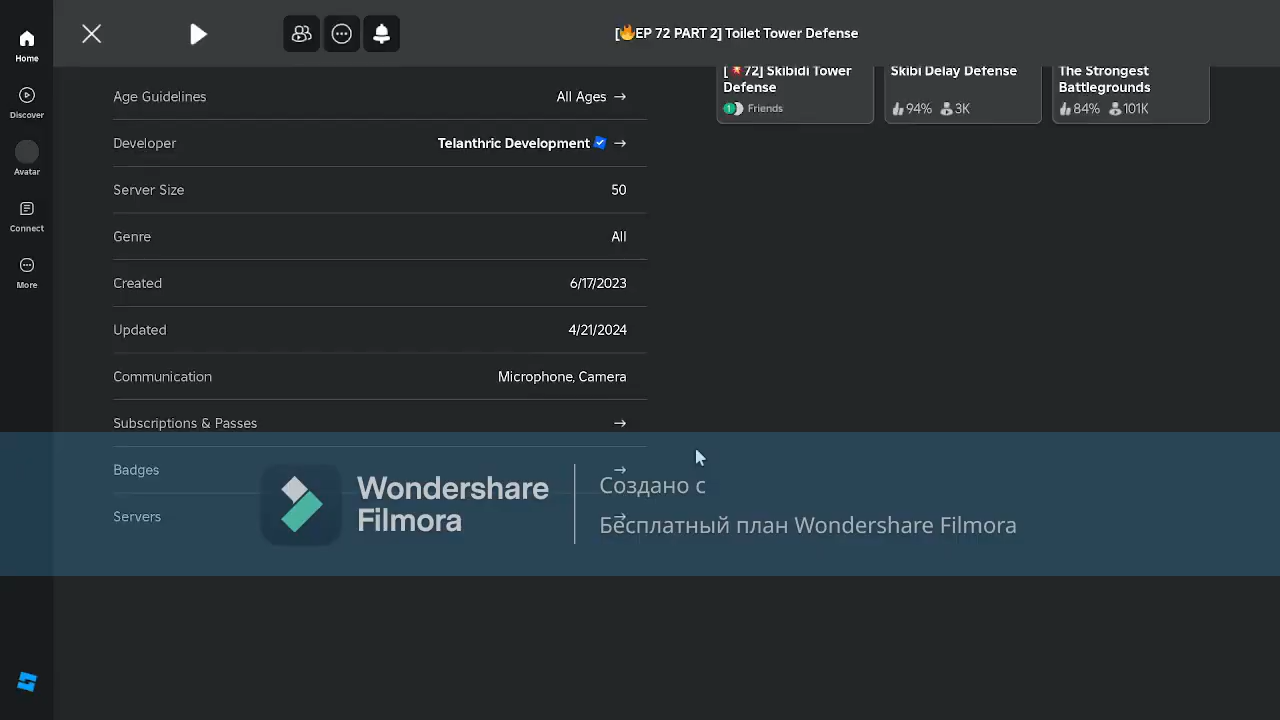 [🔥EP 72 PART 2] Toilet Tower Defense
Home
Discover
Avatar
Connect
More
Age Guidelines All Ages →
Developer Telanthric Development →
Server Size 50
Genre All
Created 6/17/2023
Updated 4/21/2024
Communication Microphone, Camera
Subscriptions & Passes →
Badges →
Servers →
[💥72] Skibidi Tower
Defense
1 Friends
Skibi Delay Defense
94% 3K
The Strongest
Battlegrounds
84% 101K
Wondershare
Filmora
Создано с
Бесплатный план Wondershare Filmora